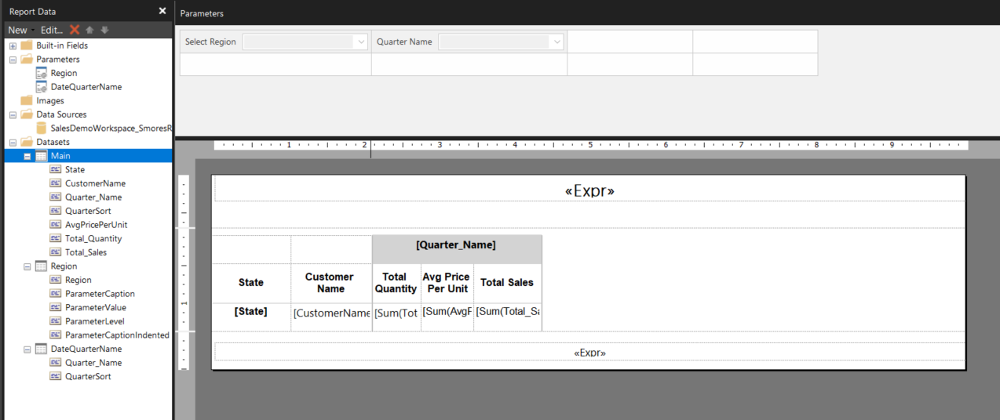 Report Data
Parameters
New Edit...
Built-in Fields
Parameters
Region
DateQuarterName
Images
Data Sources
SalesDemoWorkspace_SmoresR
Datasets
Main
State
CustomerName
Quarter_Name
QuarterSort
AvgPricePerUnit
Total_Quantity
Total_Sales
Region
Region
ParameterCaption
ParameterValue
ParameterLevel
ParameterCaptionIndented
DateQuarterName
Quarter_Name
QuarterSort
Select Region
Quarter Name
1 2 3 4 5 6 7 8 9
1
«Expr»
[Quarter_Name]
State
Customer Name
Total Quantity
Avg Price Per Unit
Total Sales
[State]
[CustomerName
[Sum(Tot
[Sum(AvgP
[Sum(Total_Sa
«Expr»